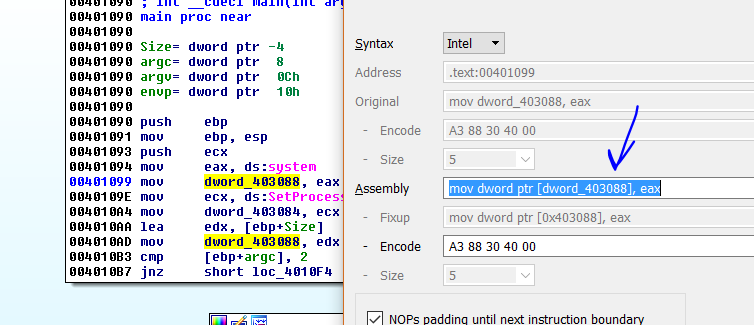 ; int __cdecl main(int ar
00401090 main proc near
00401090
00401090 Size= dword ptr -4
00401090 argc= dword ptr  8
00401090 argv= dword ptr  0Ch
00401090 envp= dword ptr  10h
00401090
00401090 push    ebp
00401091 mov     ebp, esp
00401093 push    ecx
00401094 mov     eax, ds:system
00401099 mov     dword_403088, eax
0040109E mov     ecx, ds:SetProcess
004010A4 mov     dword_403084, ecx
004010AA lea     edx, [ebp+Size]
004010AD mov     dword_403088, edx
004010B3 cmp     [ebp+argc], 2
004010B7 jnz     short loc_4010F4
Syntax Intel
Address .text:00401099
Original mov dword_403088, eax
- Encode A3 88 30 40 00
- Size 5
Assembly mov dword ptr [dword_403088], eax
- Fixup mov dword ptr [0x403088], eax
- Encode A3 88 30 40 00
- Size 5
NOPs padding until next instruction boundary